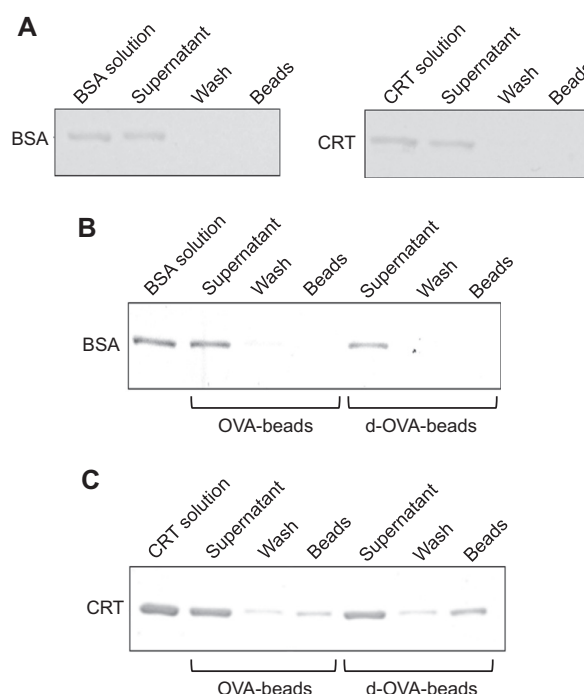 A
BSA solution
Supernatant
Wash
Beads
BSA
CRT solution
Supernatant
Wash
Beads
CRT
B
BSA solution
Supernatant
Wash
Beads
Supernatant
Wash
Beads
BSA
OVA-beads
d-OVA-beads
C
CRT solution
Supernatant
Wash
Beads
Supernatant
Wash
Beads
CRT
OVA-beads
d-OVA-beads